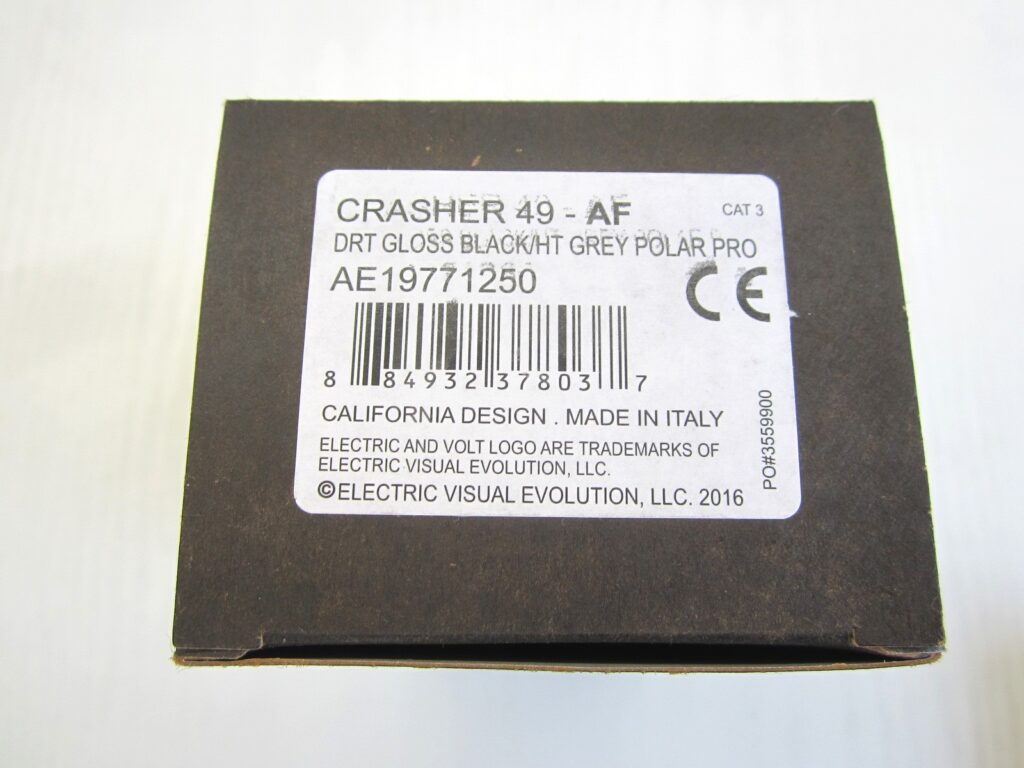 CRASHER 49 - AF
CAT 3
DRT GLOSS BLACK/HT GREY POLAR PRO
AE19771250
CE
8 84932 37803 7
CALIFORNIA DESIGN . MADE IN ITALY
ELECTRIC AND VOLT LOGO ARE TRADEMARKS OF
ELECTRIC VISUAL EVOLUTION, LLC.
©ELECTRIC VISUAL EVOLUTION, LLC. 2016
PO#3559900